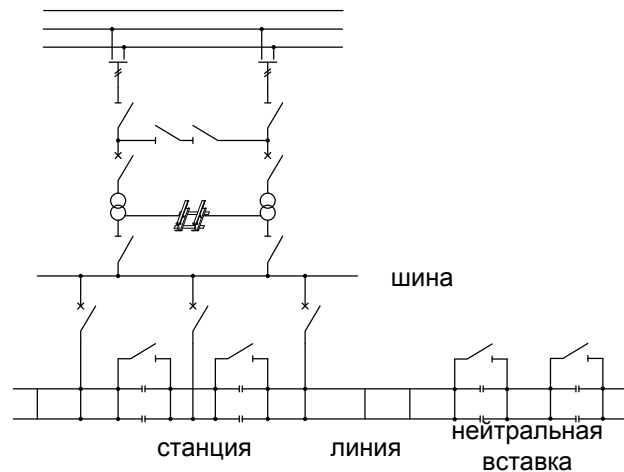 шина
станция
линия
нейтральная
вставка